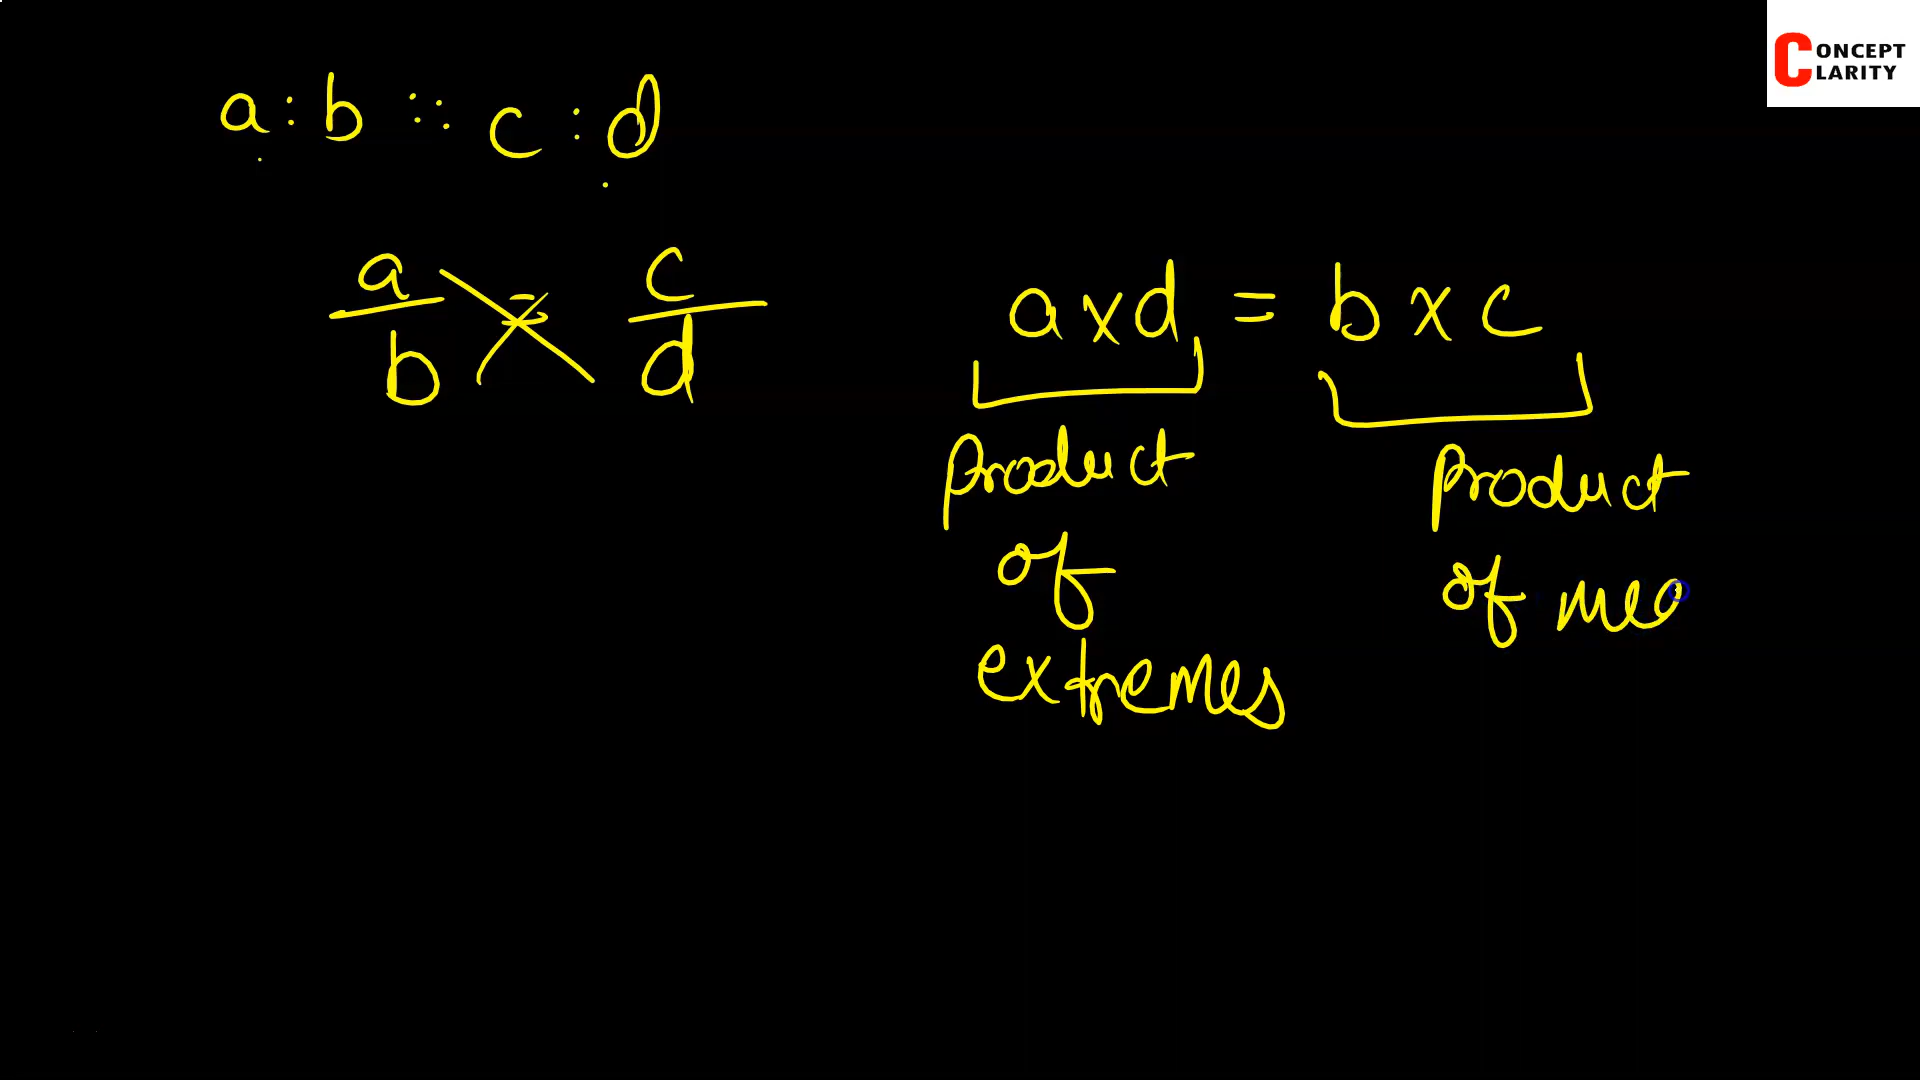 CONCEPT
CLARITY
a : b :: c : d
a/b = c/d
a x d = b x c
product
of
extremes
product
of mea